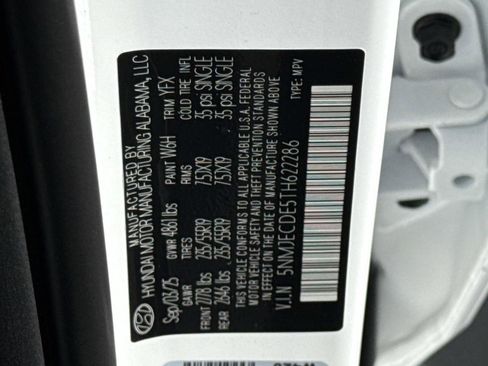 MANUFACTURED BY
HYUNDAI MOTOR MANUFACTURING ALABAMA, LLC
Sep/03/25 GVWR 4861 lbs PAINT W6H TRIM YFX
GAWR TIRES RIMS COLD TIRE INFL
FRONT 2778 lbs 235/55R19 7.5JX19 35 psi SINGLE
REAR 2646 lbs 235/55R19 7.5JX19 35 psi SINGLE
THIS VEHICLE CONFORMS TO ALL APPLICABLE U.S.A. FEDERAL
MOTOR VEHICLE SAFETY, BUMPER, AND THEFT PREVENTION STANDARDS
IN EFFECT ON THE DATE OF MANUFACTURE SHOWN ABOVE.
V.I.N 5NMJECDE5TH622286 TYPE: MPV